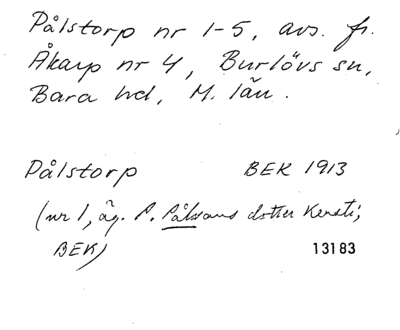 Pålstorp nr 1-5, avs. fr.
Åkarp nr 4, Burlövs sn,
Bara hd, M. län.
Pålstorp BEK 1913
(nr 1, äg. P. Pålssons dotter Kersti;
BEK)
13183